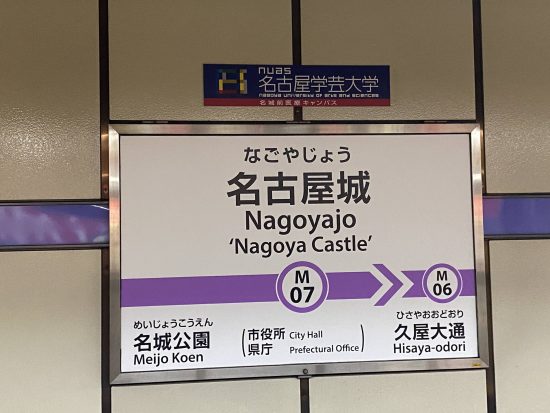 nuas
名古屋学芸大学
nagoya university of arts and sciences
名城前医療キャンパス
なごやじょう
名古屋城
Nagoyajo
‘Nagoya Castle’
M
07
M
06
めいじょうこうえん
名城公園
Meijo Koen
(市役所 City Hall
県庁 Prefectural Office)
ひさやおおどおり
久屋大通
Hisaya-odori